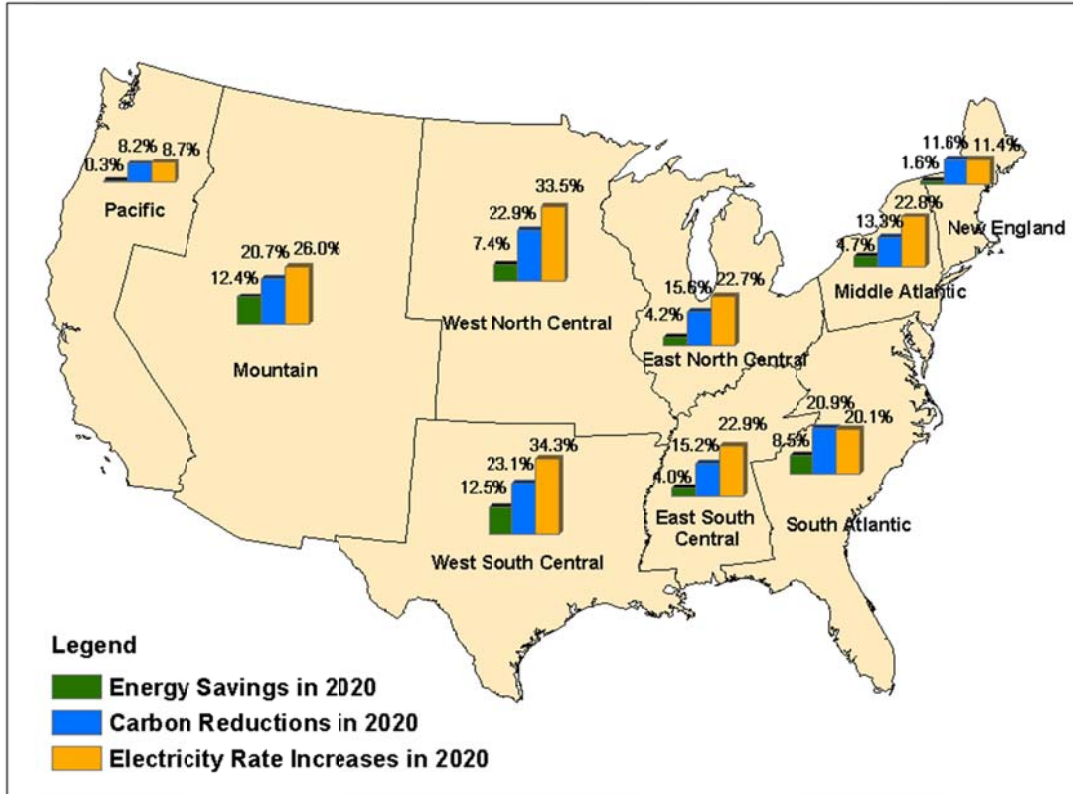 8.2%
8.7%
0.3%
Pacific
20.7%
26.0%
12.4%
Mountain
33.5%
22.9%
7.4%
West North Central
34.3%
23.1%
12.5%
West South Central
15.6%
22.7%
4.2%
East North Central
22.9%
15.2%
4.0%
East South
Central
20.9%
20.1%
8.5%
South Atlantic
22.8%
13.3%
4.7%
Middle Atlantic
11.6%
11.4%
1.6%
New England
Legend
Energy Savings in 2020
Carbon Reductions in 2020
Electricity Rate Increases in 2020